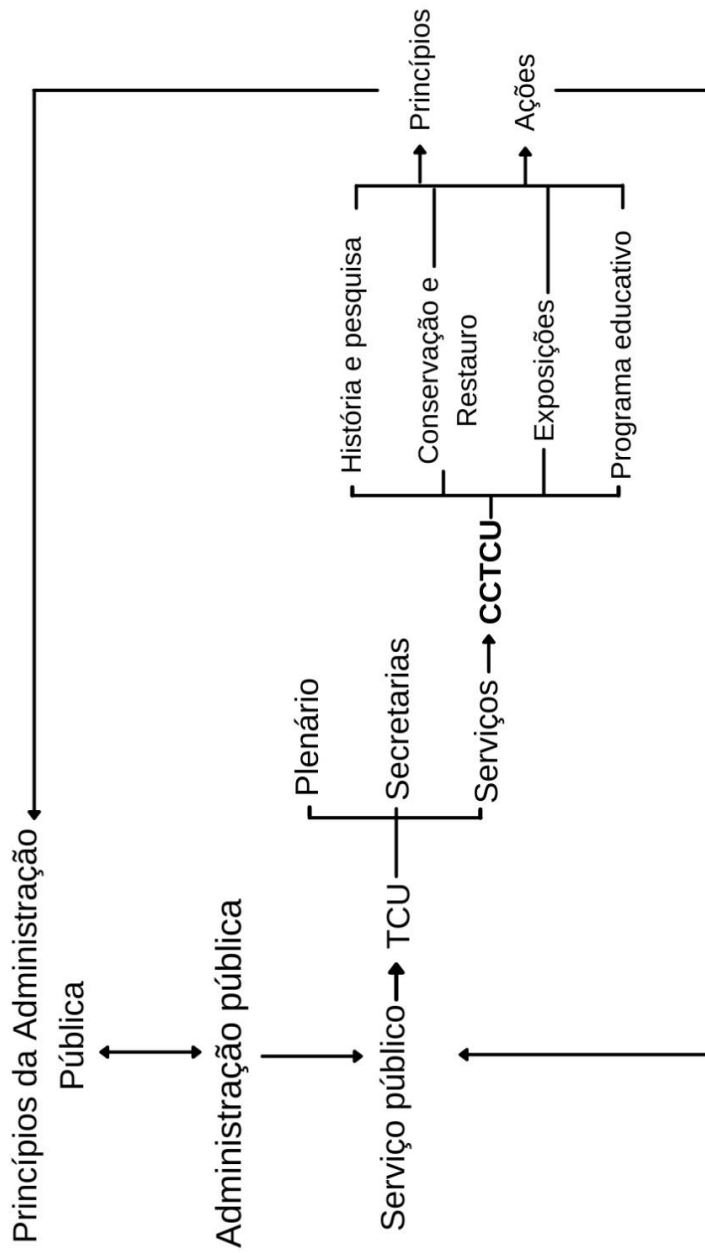 Princípios da Administração
Pública
Administração pública
Serviço público
TCU
Plenário
Secretarias
Serviços
CCTCU
História e pesquisa
Conservação e
Restauro
Exposições
Programa educativo
Princípios
Ações